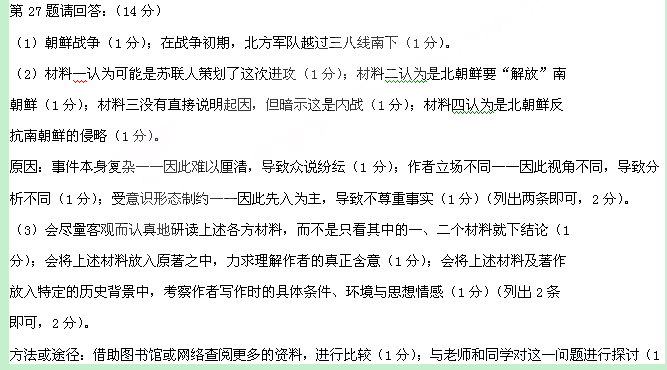 第 27 题请回答：（14 分）
（1）朝鲜战争（1 分）；在战争初期，北方军队越过三八线南下（1 分）。
（2）材料一认为可能是苏联人策划了这次进攻（1 分）；材料二认为是北朝鲜要“解放”南
朝鲜（1 分）；材料三没有直接说明起因，但暗示这是内战（1 分）；材料四认为是北朝鲜反
抗南朝鲜的侵略（1 分）。
原因：事件本身复杂——因此难以厘清，导致众说纷纭（1 分）；作者立场不同——因此视角不同，导致分
析不同（1 分）；受意识形态制约——因此先入为主，导致不尊重事实（1 分）（列出两条即可，2 分）。
（3）会尽量客观而认真地研读上述各方材料，而不是只看其中的一、二个材料就下结论（1
分）；会将上述材料放入原著之中，力求理解作者的真正含意（1 分）；会将上述材料及著作
放入特定的历史背景中，考察作者写作时的具体条件、环境与思想情感（1 分）（列出 2 条
即可，2 分）。
方法或途径：借助图书馆或网络查阅更多的资料，进行比较（1 分）；与老师和同学对这一问题进行探讨（1